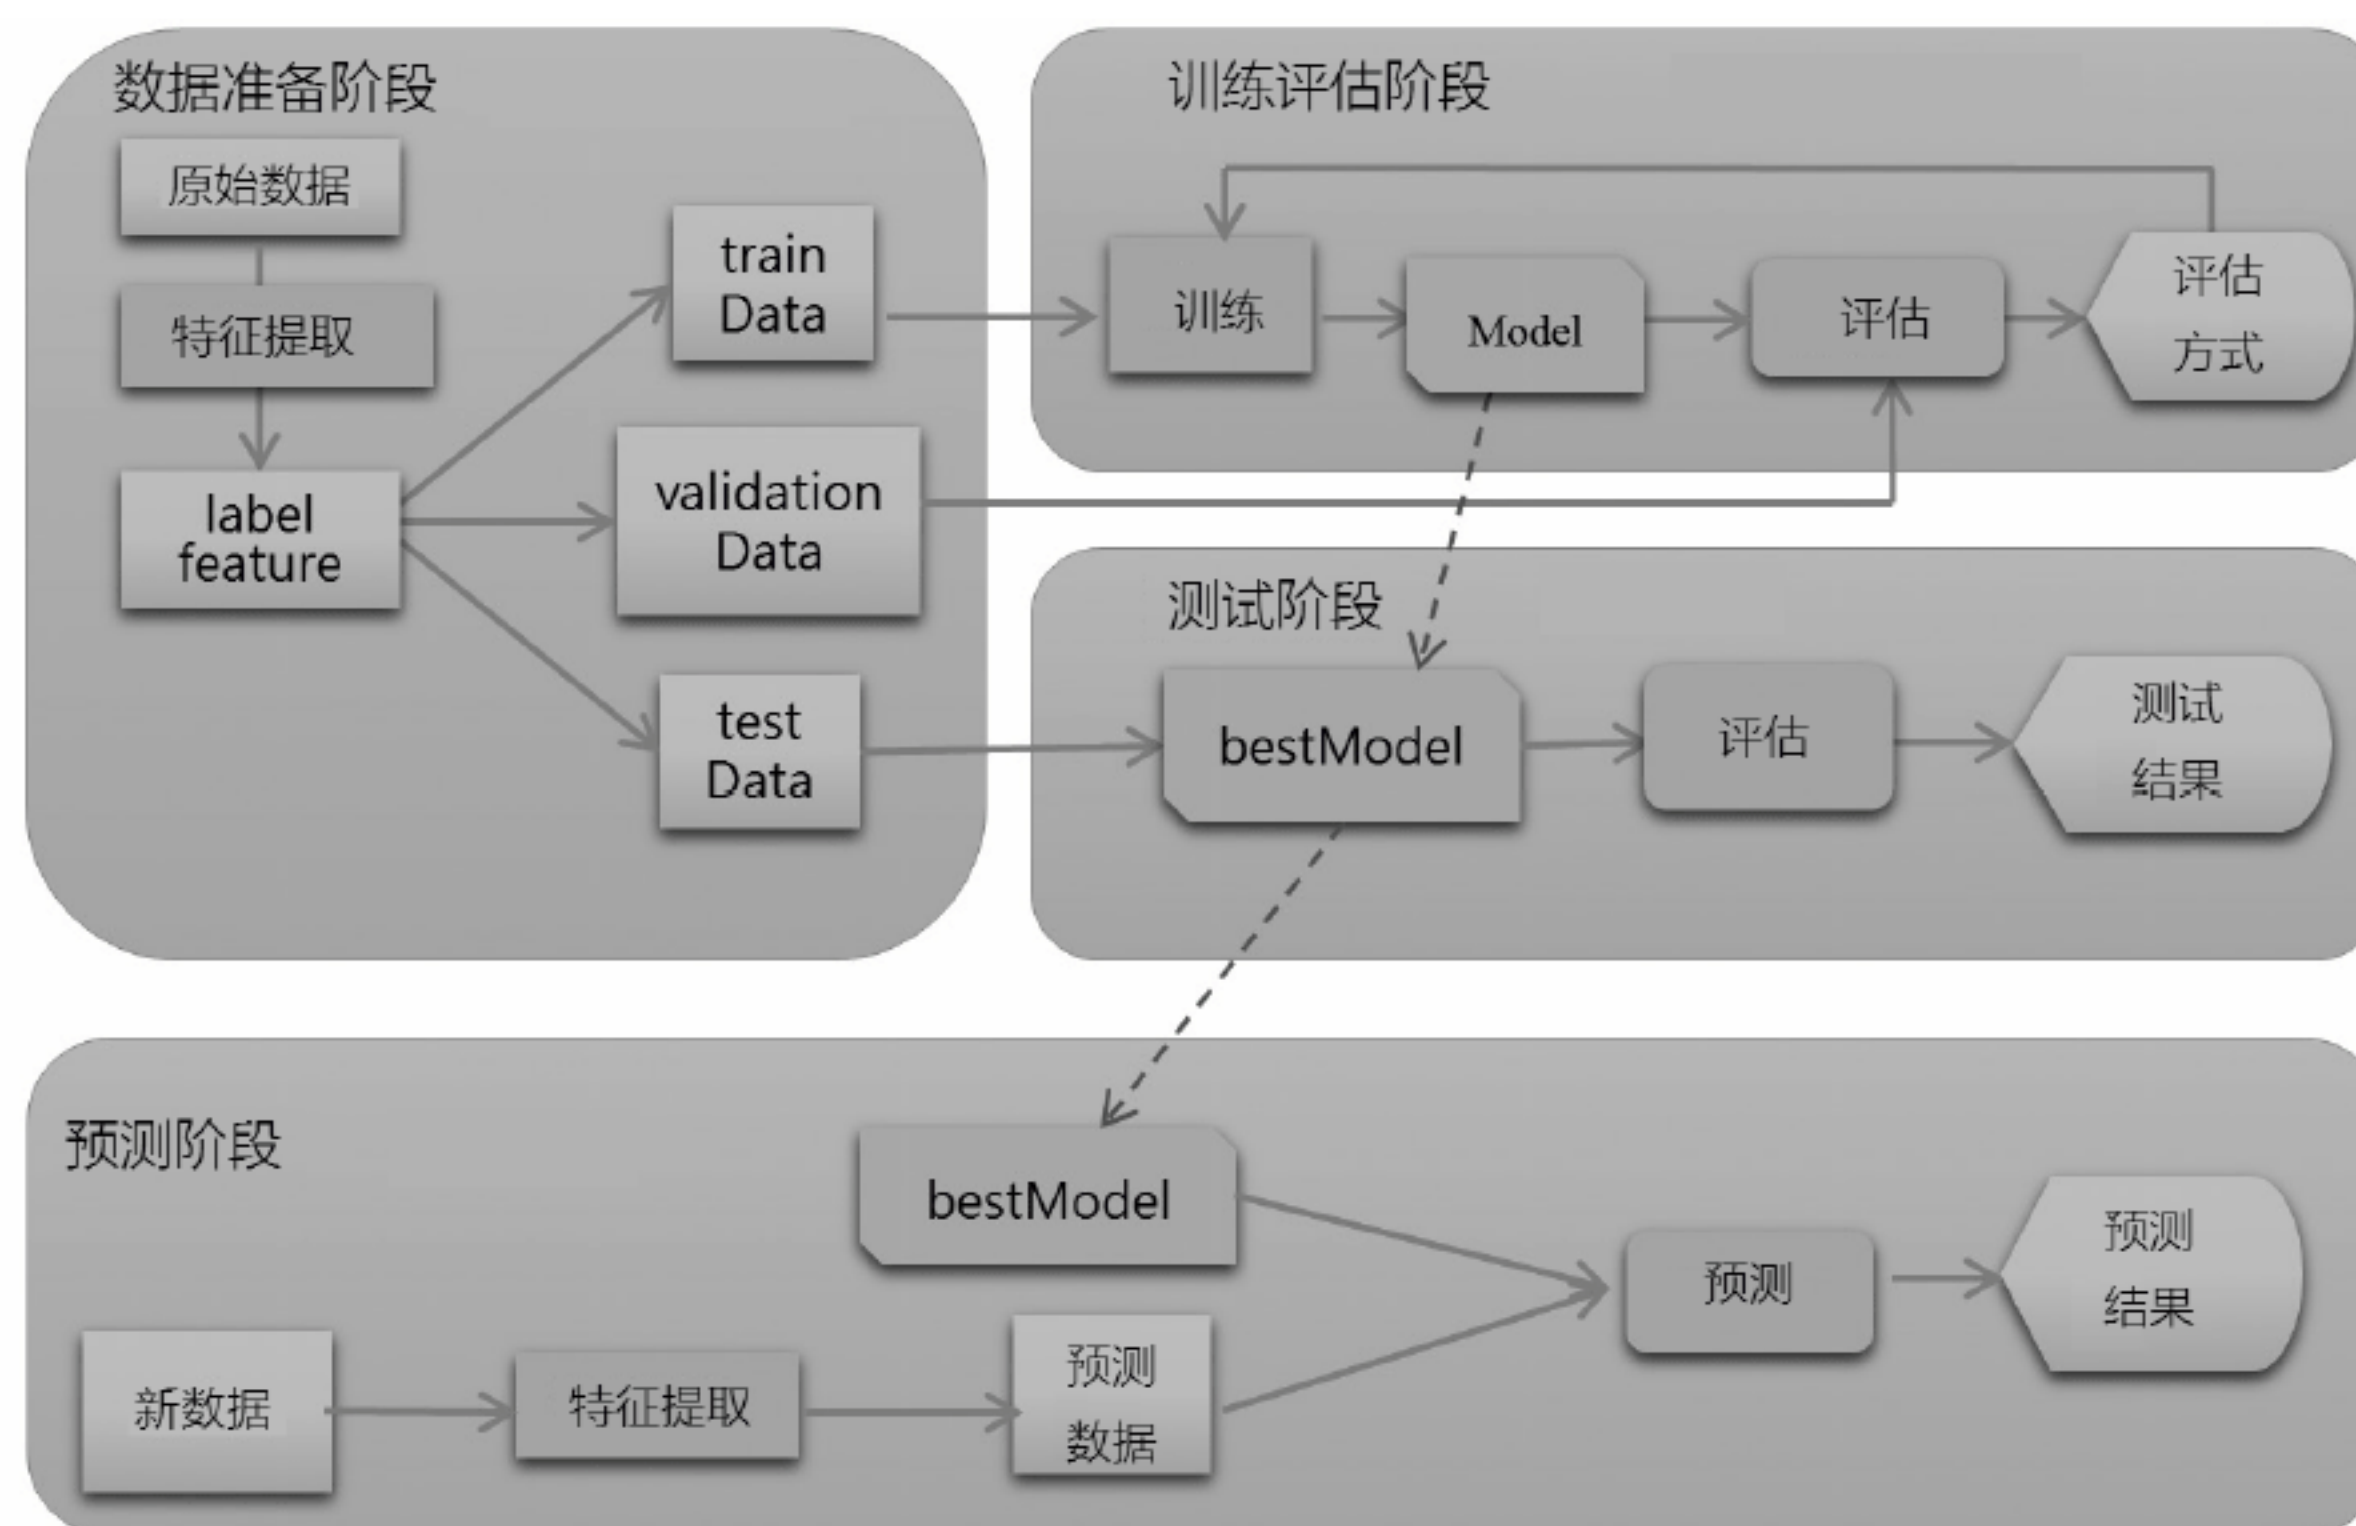 数据准备阶段
原始数据
特征提取
label
feature
train
Data
validation
Data
test
Data
训练评估阶段
训练
Model
评估
评估
方式
测试阶段
bestModel
评估
测试
结果
预测阶段
bestModel
新数据
特征提取
预测
数据
预测
预测
结果